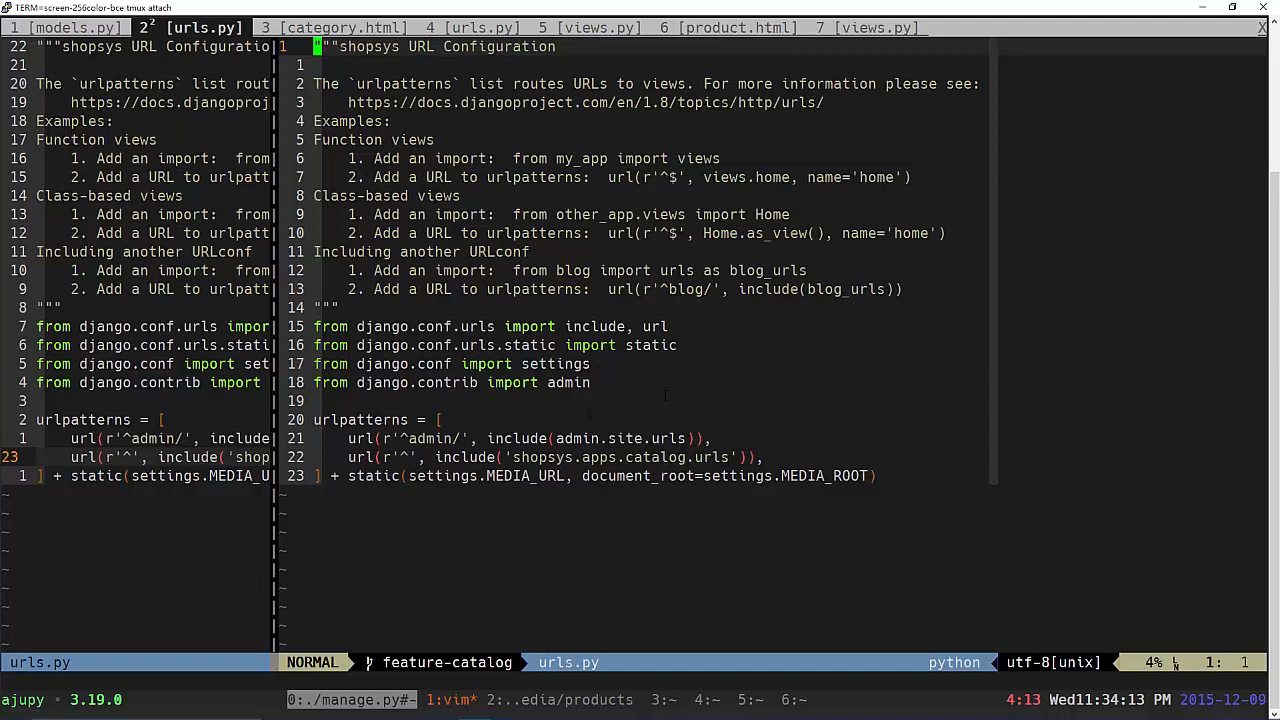 TERM=screen-256color-bce tmux attach
1 [models.py] 2² [urls.py] 3 [category.html] 4 [urls.py] 5 [views.py] 6 [product.html] 7 [views.py] X
22 """shopsys URL Configuratio
21
20 The `urlpatterns` list rout
19     https://docs.djangoproj
18 Examples:
17 Function views
16     1. Add an import:  from
15     2. Add a URL to urlpatt
14 Class-based views
13     1. Add an import:  from
12     2. Add a URL to urlpatt
11 Including another URLconf
10     1. Add an import:  from
9     2. Add a URL to urlpatt
8 """
7 from django.conf.urls impor
6 from django.conf.urls.stati
5 from django.conf import set
4 from django.contrib import
3
2 urlpatterns = [
1     url(r'^admin/', include
23     url(r'^', include('shop
1 ] + static(settings.MEDIA_U
~
~
~
~
~
~
~
~
~
1 """shopsys URL Configuration
1
2 The `urlpatterns` list routes URLs to views. For more information please see:
3     https://docs.djangoproject.com/en/1.8/topics/http/urls/
4 Examples:
5 Function views
6     1. Add an import:  from my_app import views
7     2. Add a URL to urlpatterns:  url(r'^$', views.home, name='home')
8 Class-based views
9     1. Add an import:  from other_app.views import Home
10     2. Add a URL to urlpatterns:  url(r'^$', Home.as_view(), name='home')
11 Including another URLconf
12     1. Add an import:  from blog import urls as blog_urls
13     2. Add a URL to urlpatterns:  url(r'^blog/', include(blog_urls))
14 """
15 from django.conf.urls import include, url
16 from django.conf.urls.static import static
17 from django.conf import settings
18 from django.contrib import admin
19
20 urlpatterns = [
21     url(r'^admin/', include(admin.site.urls)),
22     url(r'^', include('shopsys.apps.catalog.urls')),
23 ] + static(settings.MEDIA_URL, document_root=settings.MEDIA_ROOT)
~
~
~
~
~
~
~
~
~
urls.py NORMAL feature-catalog urls.py python utf-8[unix] 4% LN 1: 1
ajupy • 3.19.0 0:./manage.py#- 1:vim* 2:..edia/products 3:~ 4:~ 5:~ 6:~ 4:13 Wed11:34:13 PM 2015-12-09